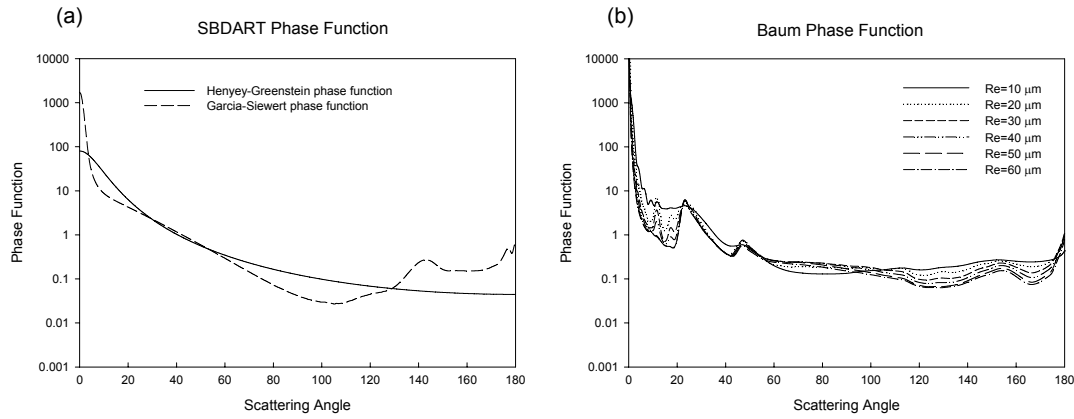 (a)
SBDART Phase Function
Phase Function
10000
1000
100
10
1
0.1
0.01
0.001
Henyey-Greenstein phase function
Garcia-Siewert phase function
0 20 40 60 80 100 120 140 160 180
Scattering Angle
(b)
Baum Phase Function
Phase Function
10000
1000
100
10
1
0.1
0.01
0.001
Re=10 μm
Re=20 μm
Re=30 μm
Re=40 μm
Re=50 μm
Re=60 μm
0 20 40 60 80 100 120 140 160 180
Scattering Angle